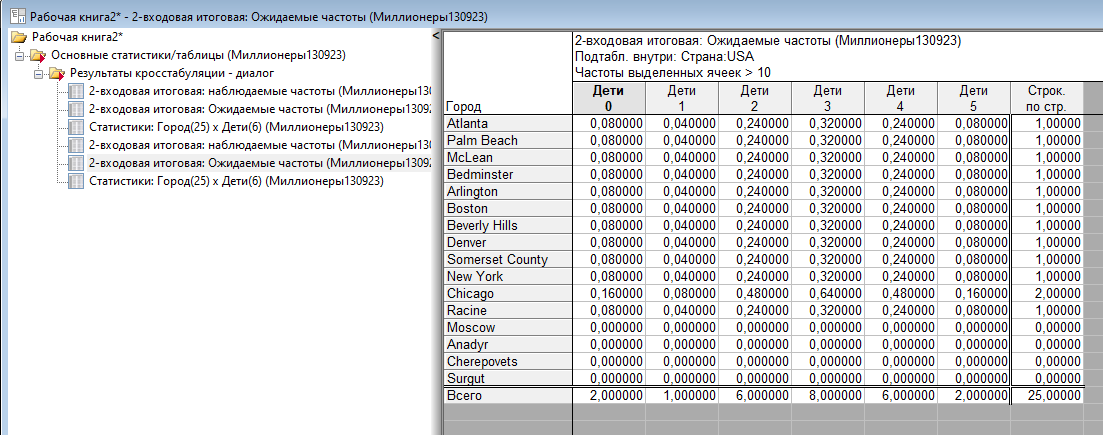 Рабочая книга2* - 2-входовая итоговая: Ожидаемые частоты (Миллионеры130923)
Рабочая книга2*
Основные статистики/таблицы (Миллионеры130923)
Результаты кросстабуляции - диалог
2-входовая итоговая: наблюдаемые частоты (Миллионеры130
2-входовая итоговая: Ожидаемые частоты (Миллионеры13092
Статистики: Город(25) x Дети(6) (Миллионеры130923)
2-входовая итоговая: наблюдаемые частоты (Миллионеры130
2-входовая итоговая: Ожидаемые частоты (Миллионеры13092
Статистики: Город(25) x Дети(6) (Миллионеры130923)
<
2-входовая итоговая: Ожидаемые частоты (Миллионеры130923)
Подтабл. внутри: Страна:USA
Частоты выделенных ячеек > 10
Город Дети 0 Дети 1 Дети 2 Дети 3 Дети 4 Дети 5 Строк. по стр.
Atlanta 0,080000 0,040000 0,240000 0,320000 0,240000 0,080000 1,00000
Palm Beach 0,080000 0,040000 0,240000 0,320000 0,240000 0,080000 1,00000
McLean 0,080000 0,040000 0,240000 0,320000 0,240000 0,080000 1,00000
Bedminster 0,080000 0,040000 0,240000 0,320000 0,240000 0,080000 1,00000
Arlington 0,080000 0,040000 0,240000 0,320000 0,240000 0,080000 1,00000
Boston 0,080000 0,040000 0,240000 0,320000 0,240000 0,080000 1,00000
Beverly Hills 0,080000 0,040000 0,240000 0,320000 0,240000 0,080000 1,00000
Denver 0,080000 0,040000 0,240000 0,320000 0,240000 0,080000 1,00000
Somerset County 0,080000 0,040000 0,240000 0,320000 0,240000 0,080000 1,00000
New York 0,080000 0,040000 0,240000 0,320000 0,240000 0,080000 1,00000
Chicago 0,160000 0,080000 0,480000 0,640000 0,480000 0,160000 2,00000
Racine 0,080000 0,040000 0,240000 0,320000 0,240000 0,080000 1,00000
Moscow 0,000000 0,000000 0,000000 0,000000 0,000000 0,000000 0,00000
Anadyr 0,000000 0,000000 0,000000 0,000000 0,000000 0,000000 0,00000
Cherepovets 0,000000 0,000000 0,000000 0,000000 0,000000 0,000000 0,00000
Surgut 0,000000 0,000000 0,000000 0,000000 0,000000 0,000000 0,00000
Всего 2,000000 1,000000 6,000000 8,000000 6,000000 2,000000 25,00000